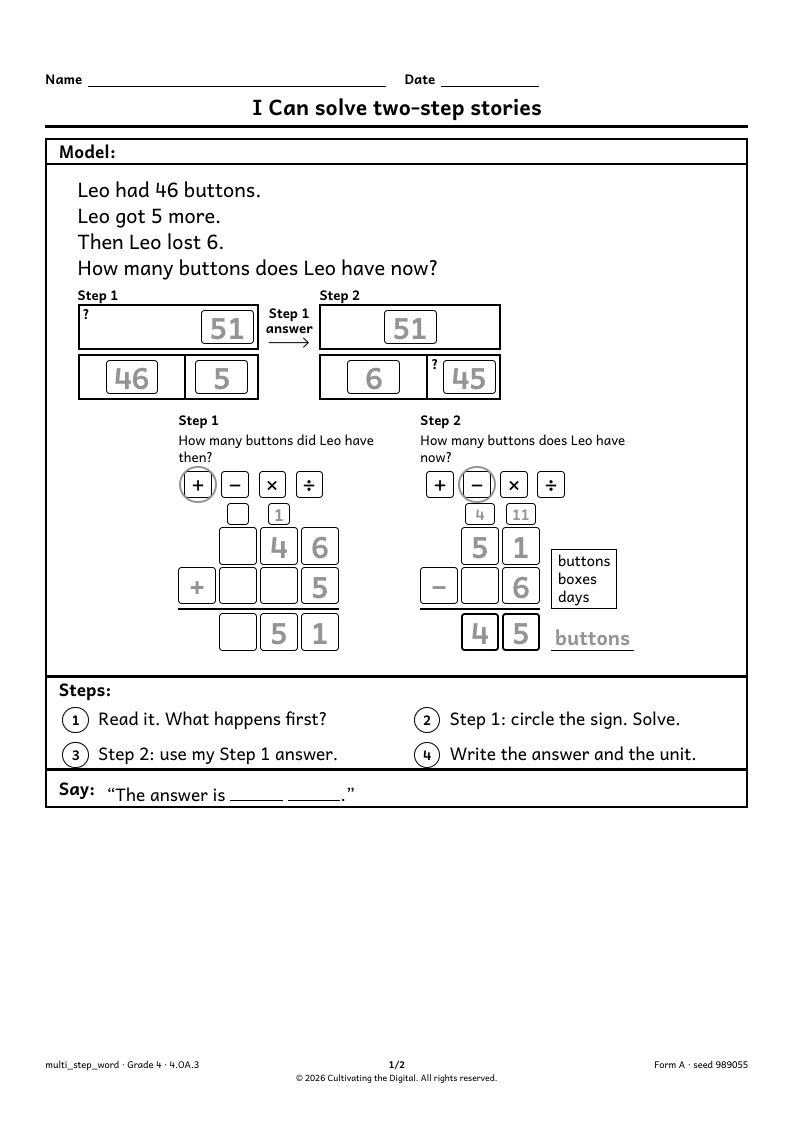 Name Date
I Can solve two-step stories
Model:
Leo had 46 buttons.
Leo got 5 more.
Then Leo lost 6.
How many buttons does Leo have now?
Step 1 Step 2
? 51 Step 1 answer 51
46 5 6 ? 45
Step 1
How many buttons did Leo have
then?
+ − × ÷
1
4 6
+ 5
5 1
Step 2
How many buttons does Leo have
now?
+ − × ÷
4 11
5 1
− 6
4 5
buttons
boxes
days
buttons
Steps:
1 Read it. What happens first?
2 Step 1: circle the sign. Solve.
3 Step 2: use my Step 1 answer.
4 Write the answer and the unit.
Say: “The answer is ______ ______.”
multi_step_word · Grade 4 · 4.OA.3 1/2 Form A · seed 989055
© 2026 Cultivating the Digital. All rights reserved.